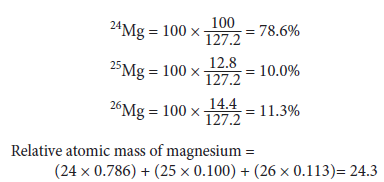 ²⁴Mg = 100 × 100/127.2 = 78.6%
²⁵Mg = 100 × 12.8/127.2 = 10.0%
²⁶Mg = 100 × 14.4/127.2 = 11.3%
Relative atomic mass of magnesium =
(24 × 0.786) + (25 × 0.100) + (26 × 0.113)= 24.3